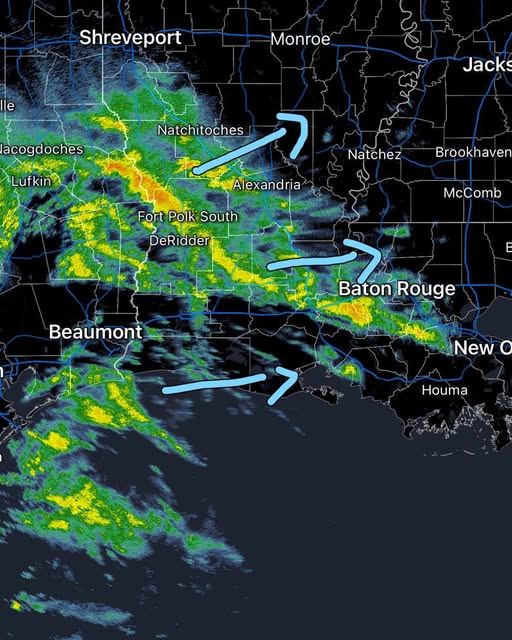 Shreveport
Monroe
Jacks
lle
Natchitoches
Nacogdoches
Natchez
Brookhaven
Lufkin
Alexandria
McComb
Fort Polk South
DeRidder
B
Baton Rouge
Beaumont
New O
n
Houma